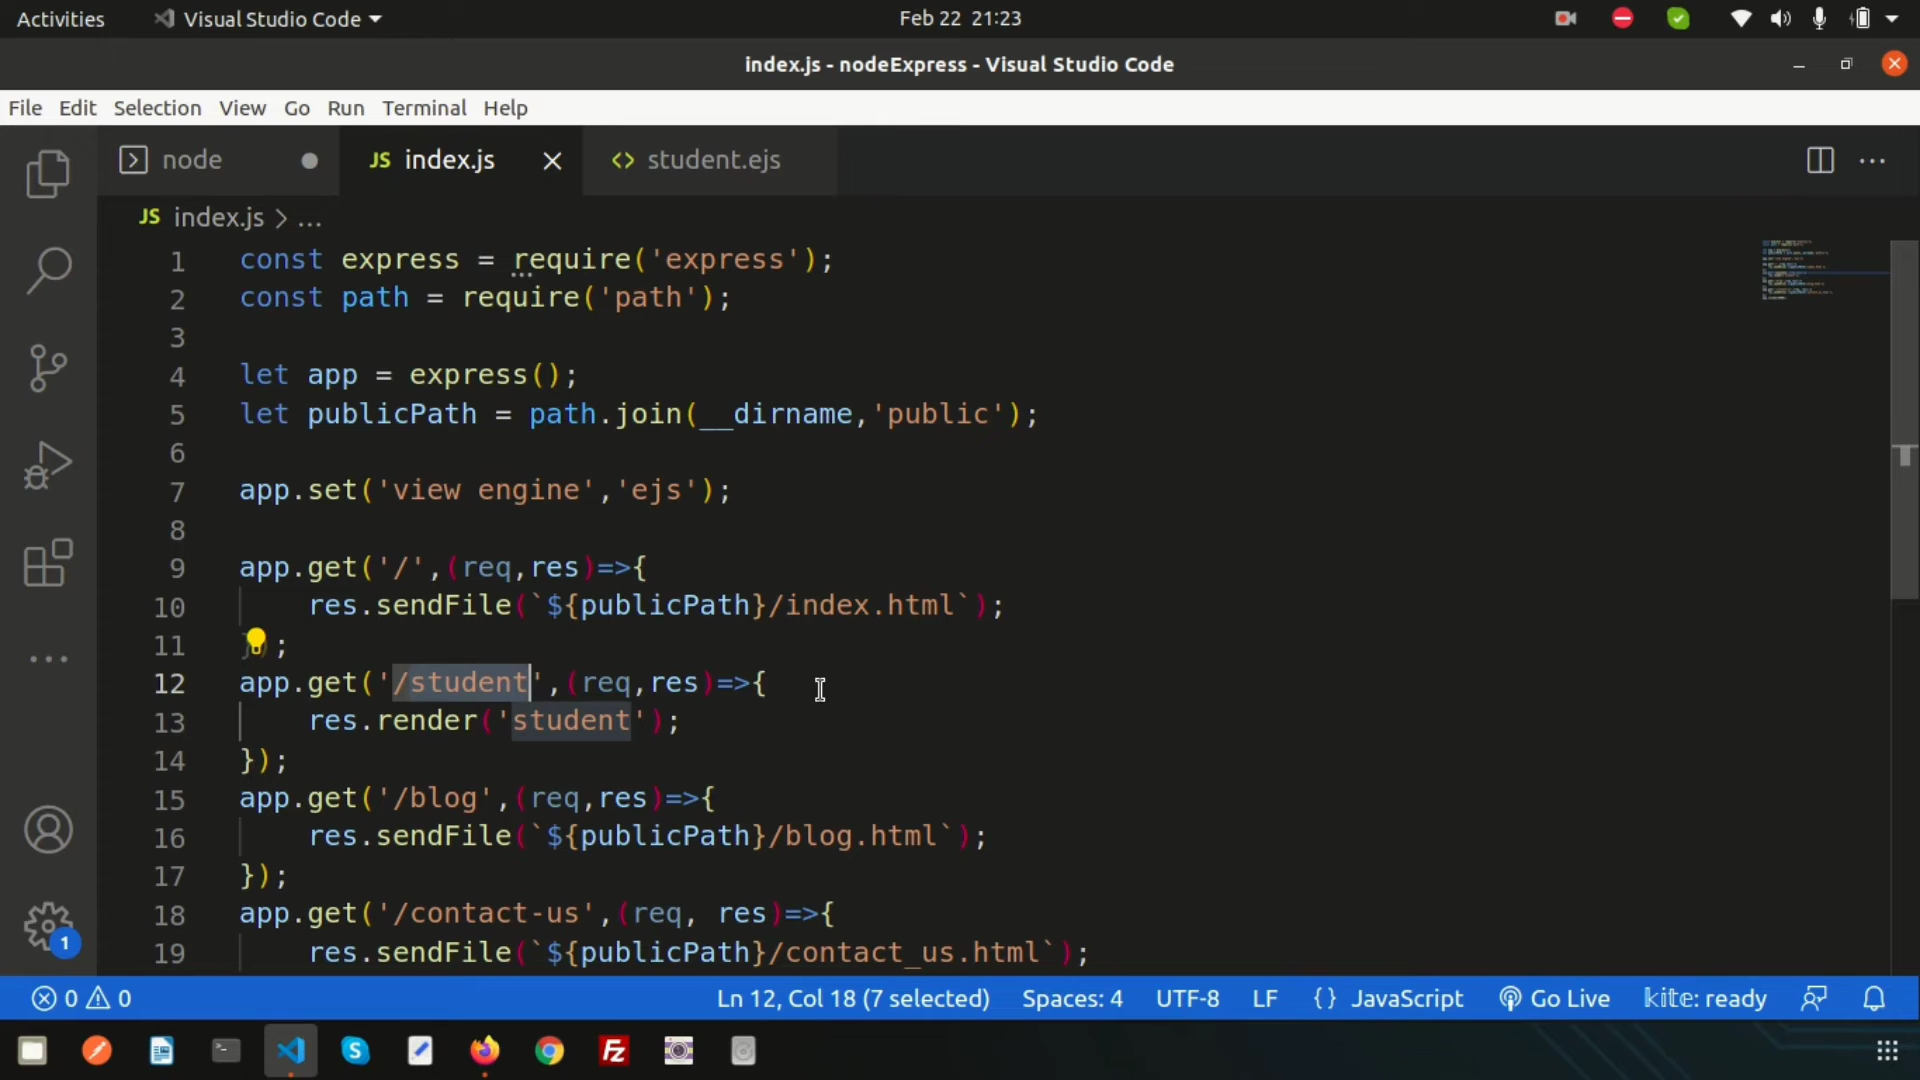 Activities Visual Studio Code Feb 22 21:23
index.js - nodeExpress - Visual Studio Code
File Edit Selection View Go Run Terminal Help
node JS index.js <> student.ejs
JS index.js > ...
1 const express = require('express');
2 const path = require('path');
3
4 let app = express();
5 let publicPath = path.join(__dirname,'public');
6
7 app.set('view engine','ejs');
8
9 app.get('/',(req,res)=>{
10 res.sendFile(`${publicPath}/index.html`);
11 });
12 app.get('/student',(req,res)=>{
13 res.render('student');
14 });
15 app.get('/blog',(req,res)=>{
16 res.sendFile(`${publicPath}/blog.html`);
17 });
18 app.get('/contact-us',(req, res)=>{
19 res.sendFile(`${publicPath}/contact_us.html`);
1
0 0 Ln 12, Col 18 (7 selected) Spaces: 4 UTF-8 LF {} JavaScript Go Live kite: ready